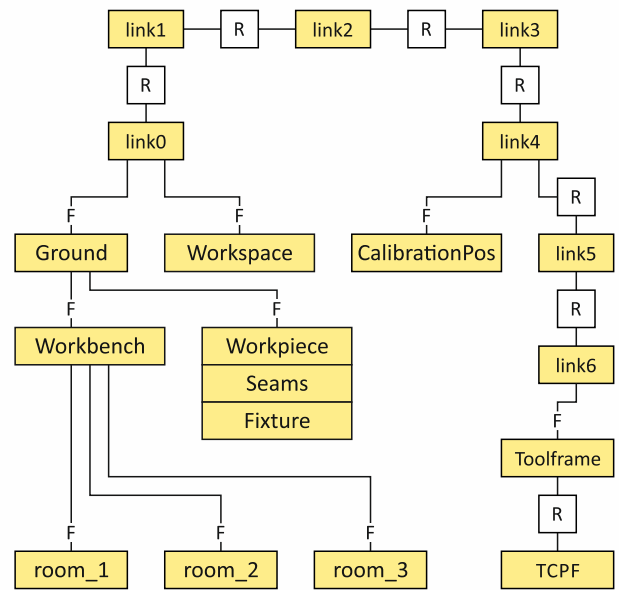 link1 R link2 R link3
R R
link0 link4
R
F F F
Ground Workspace CalibrationPos link5
F F R
Workbench Workpiece link6
Seams
Fixture F
Toolframe
R
F F F
room_1 room_2 room_3 TCPF